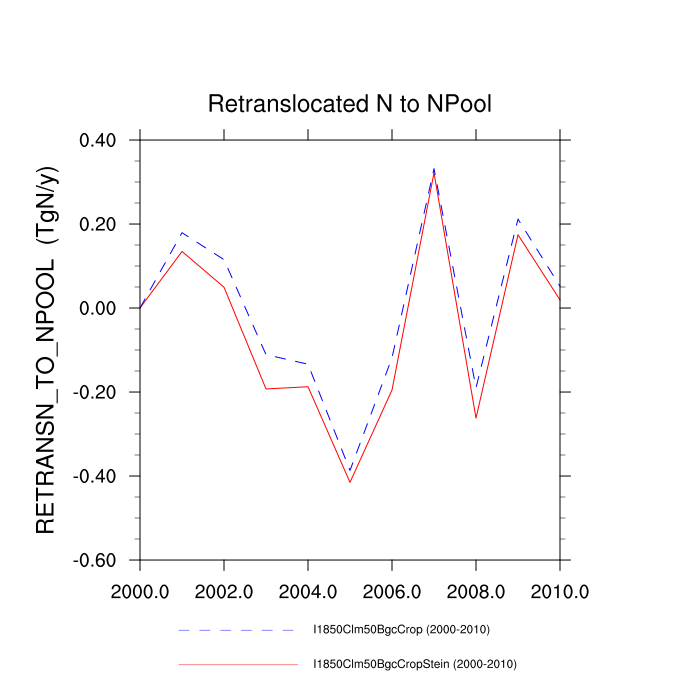 Retranslocated N to NPool
RETRANSN_TO_NPOOL (TgN/y)
0.40
0.20
0.00
-0.20
-0.40
-0.60
2000.0 2002.0 2004.0 2006.0 2008.0 2010.0
I1850Clm50BgcCrop (2000-2010)
I1850Clm50BgcCropStein (2000-2010)